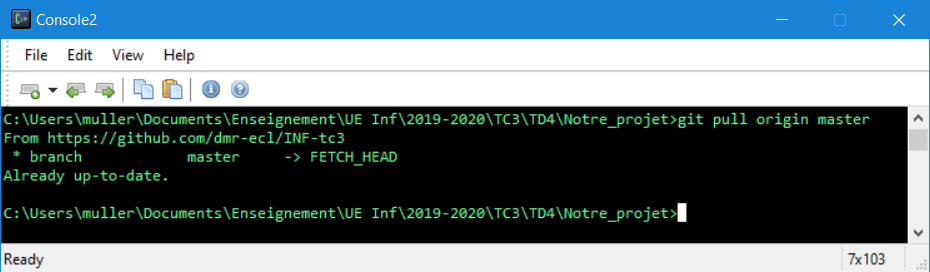 Console2
File Edit View Help
C:\Users\muller\Documents\Enseignement\UE Inf\2019-2020\TC3\TD4\Notre_projet>git pull origin master
From https://github.com/dmr-ecl/INF-tc3
 * branch            master     -> FETCH_HEAD
Already up-to-date.
C:\Users\muller\Documents\Enseignement\UE Inf\2019-2020\TC3\TD4\Notre_projet>
Ready 7x103